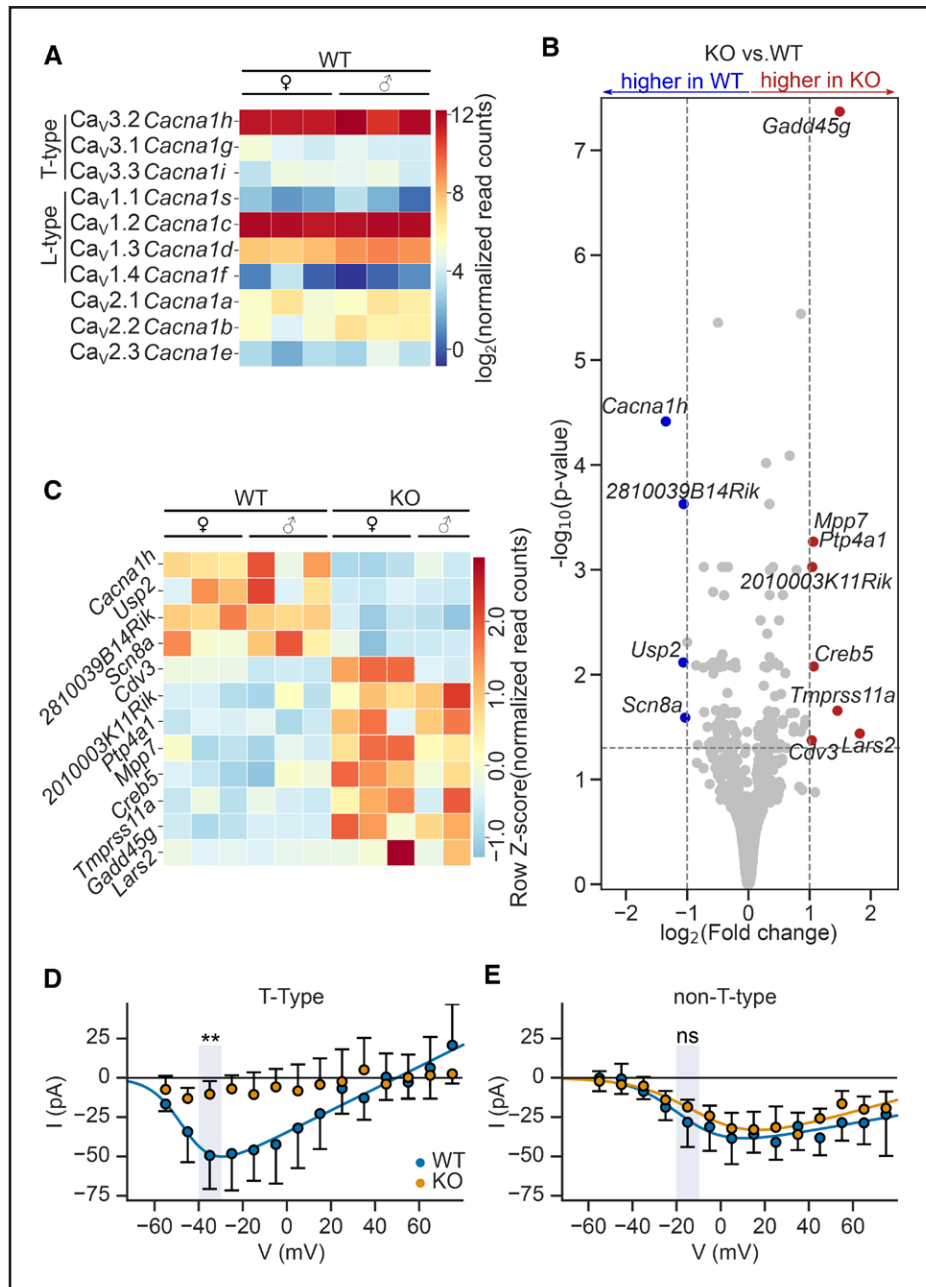 A
WT
♀ ♂
T-type
CaV3.2 Cacna1h
CaV3.1 Cacna1g
CaV3.3 Cacna1i
L-type
CaV1.1 Cacna1s
CaV1.2 Cacna1c
CaV1.3 Cacna1d
CaV1.4 Cacna1f
CaV2.1 Cacna1a
CaV2.2 Cacna1b
CaV2.3 Cacna1e
12
8
4
0
log2(normalized read counts)
B
KO vs.WT
higher in WT higher in KO
Gadd45g
Cacna1h
2810039B14Rik
Mpp7
Ptp4a1
2010003K11Rik
Usp2
Creb5
Scn8a
Tmprss11a
Cdv3
Lars2
7
6
5
4
3
2
1
0
-log10(p-value)
−2 −1 0 1 2
log2(Fold change)
C
WT KO
♀ ♂ ♀ ♂
Cacna1h
Usp2
2810039B14Rik
Scn8a
Cdv3
2010003K11Rik
Ptp4a1
Mpp7
Creb5
Tmprss11a
Gadd45g
Lars2
2.0
1.0
0.0
−1.0
Row Z-score(normalized read counts)
D
T-Type
**
25
0
−25
−50
−75
I (pA)
WT
KO
−60 −40 −20 0 20 40 60
V (mV)
E
non-T-type
ns
25
0
−25
−50
−75
I (pA)
−60 −40 −20 0 20 40 60
V (mV)